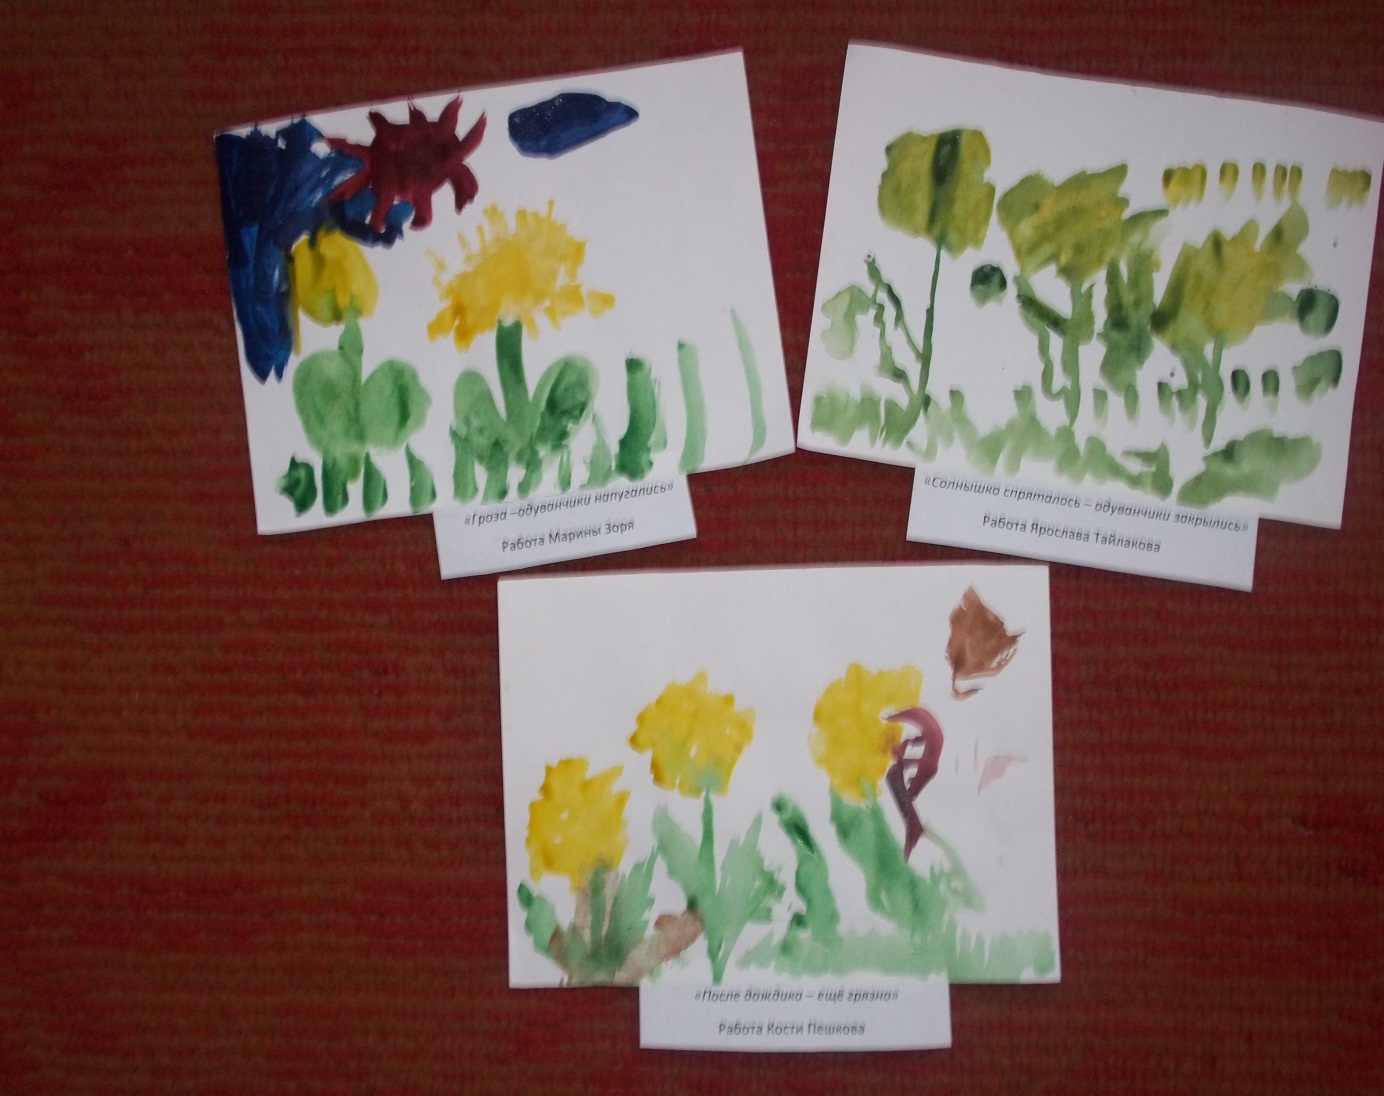 «Гроза –одуванчики напугались»
Работа Марины Зоря
«Солнышко спряталось – одуванчики закрылись»
Работа Ярослава Тайлакова
«После дождика – ещё грязно»
Работа Кости Пешкова